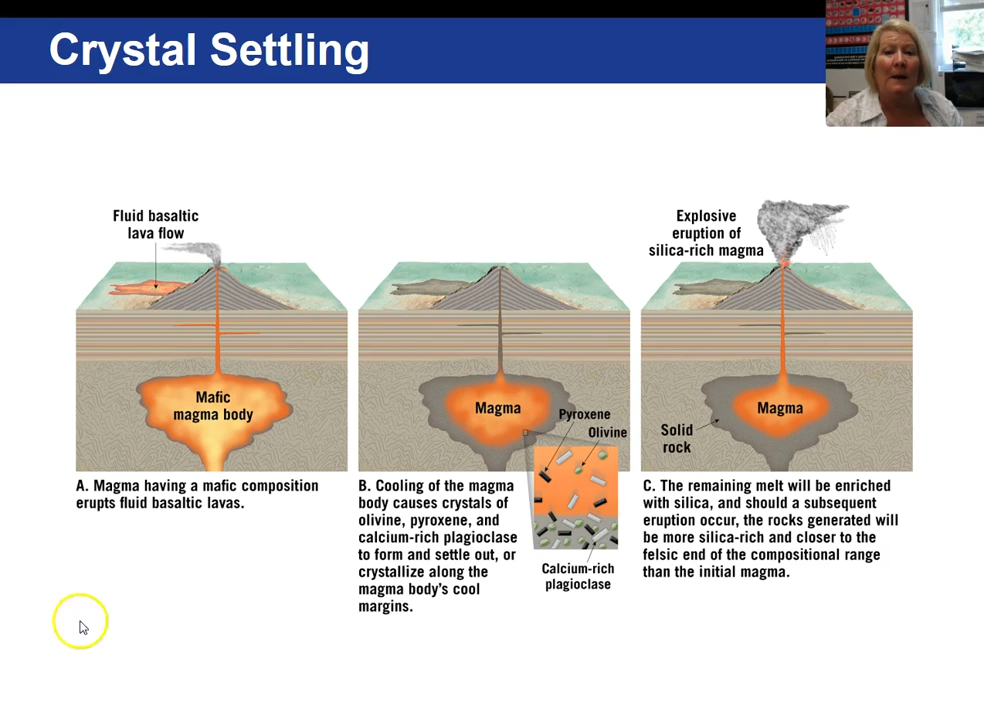 Crystal Settling
Fluid basaltic
lava flow
Mafic
magma body
A. Magma having a mafic composition
erupts fluid basaltic lavas.
Magma
Pyroxene
Olivine
Calcium-rich
plagioclase
B. Cooling of the magma
body causes crystals of
olivine, pyroxene, and
calcium-rich plagioclase
to form and settle out, or
crystallize along the
magma body's cool
margins.
Explosive
eruption of
silica-rich magma
Magma
Solid
rock
C. The remaining melt will be enriched
with silica, and should a subsequent
eruption occur, the rocks generated will
be more silica-rich and closer to the
felsic end of the compositional range
than the initial magma.